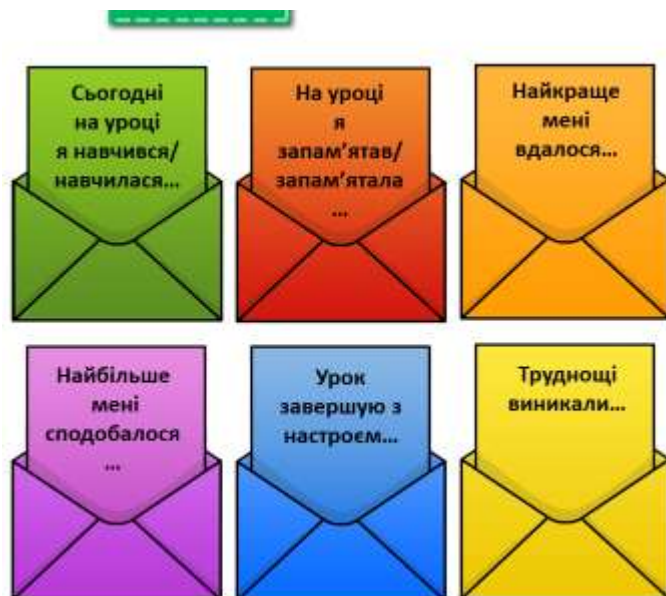 Сьогодні
на уроці
я навчився/
навчилася…
На уроці
я
запам’ятав/
запам’ятала
…
Найкраще
мені
вдалося…
Найбільше
мені
сподобалося
…
Урок
завершую з
настроєм…
Труднощі
виникали…